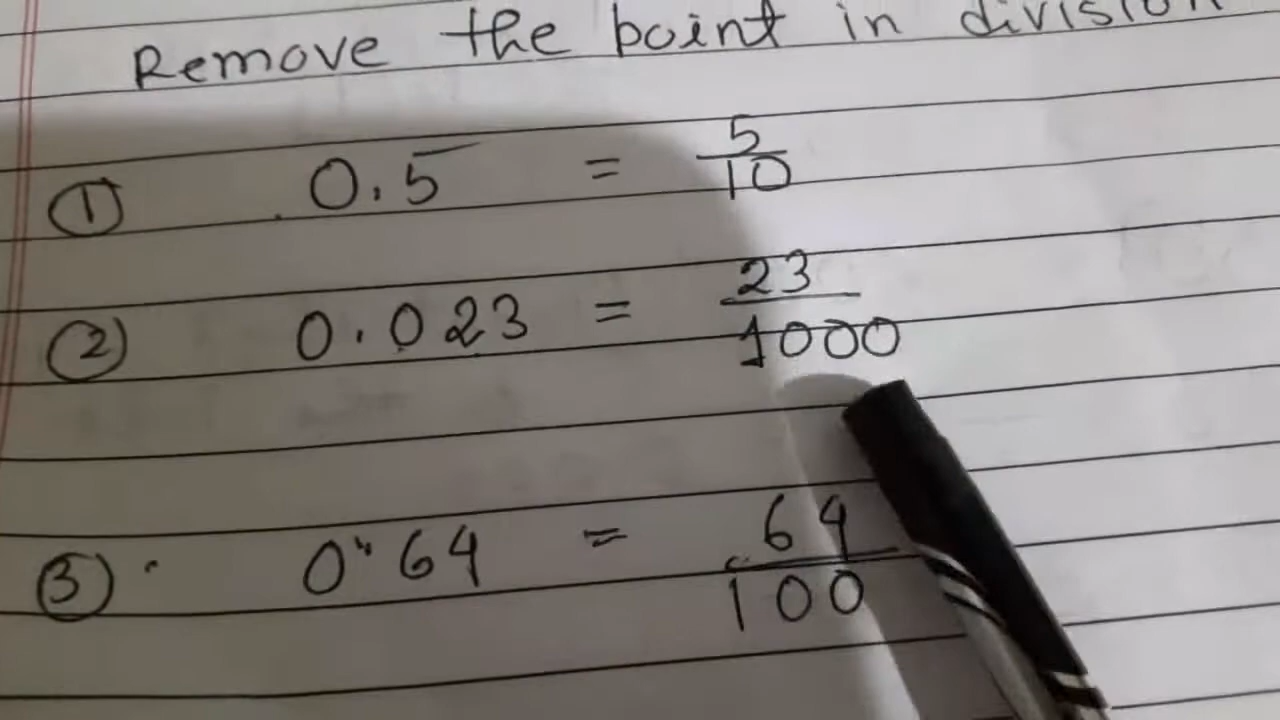 Remove the point in division
① 0.5 = 5/10
② 0.023 = 23/1000
③ 0.64 = 64/100